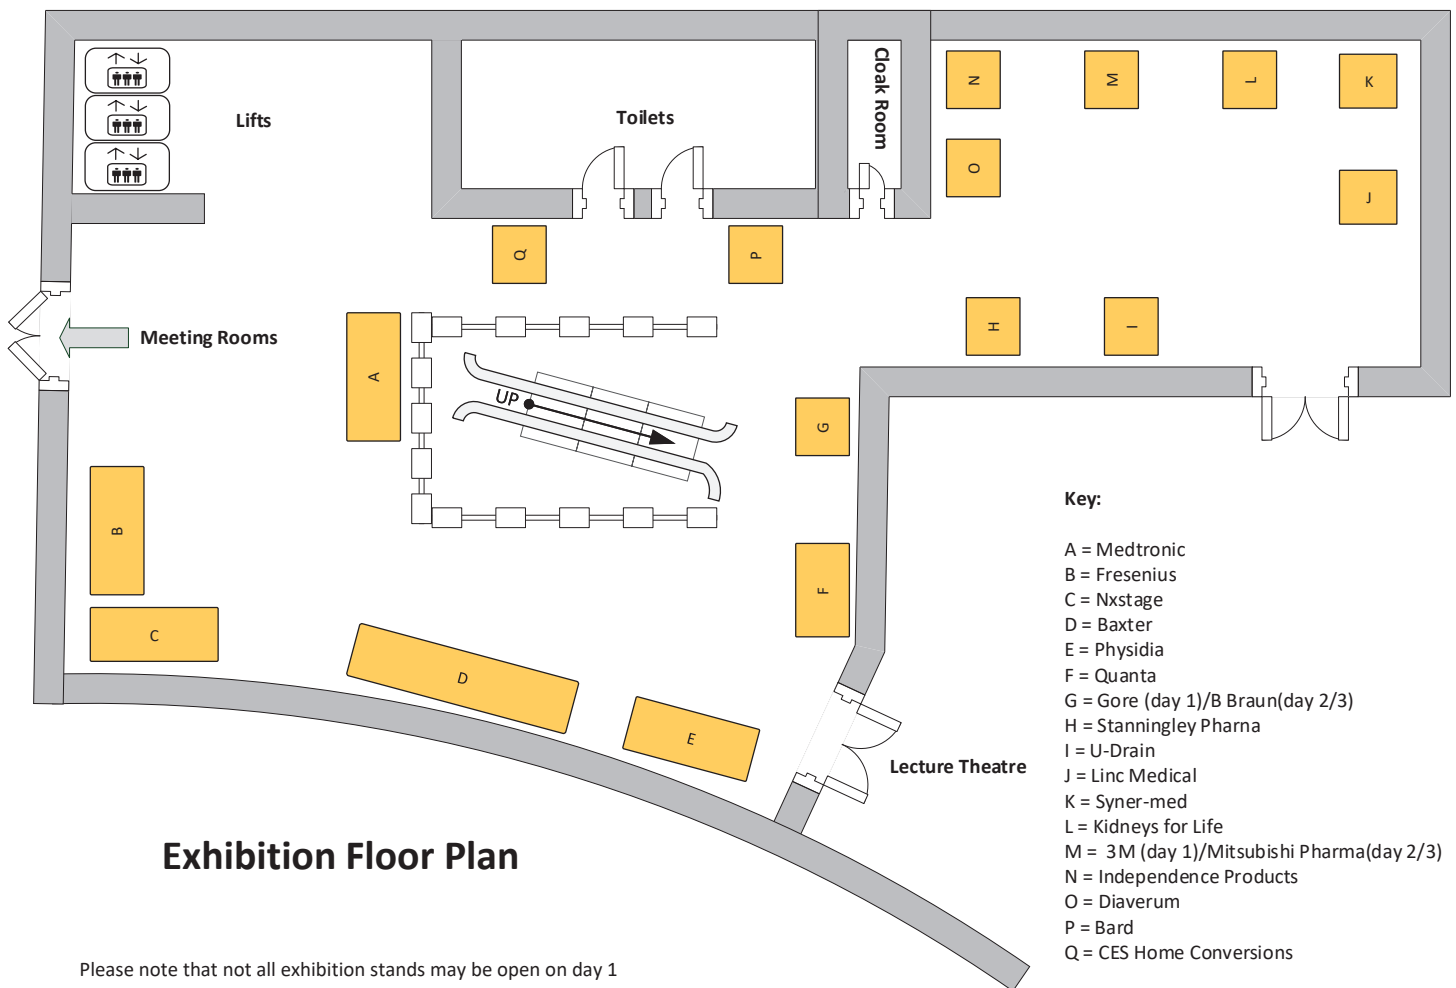 Lifts
Toilets
Cloak Room
N
M
L
K
O
J
Q
P
H
I
Meeting Rooms
A
UP
G
B
F
C
D
E
Lecture Theatre
Key:
A = Medtronic
B = Fresenius
C = Nxstage
D = Baxter
E = Physidia
F = Quanta
G = Gore (day 1)/B Braun(day 2/3)
H = Stanningley Pharna
I = U-Drain
J = Linc Medical
K = Syner-med
L = Kidneys for Life
M =  3M (day 1)/Mitsubishi Pharma(day 2/3)
N = Independence Products
O = Diaverum
P = Bard
Q = CES Home Conversions
Exhibition Floor Plan
Please note that not all exhibition stands may be open on day 1